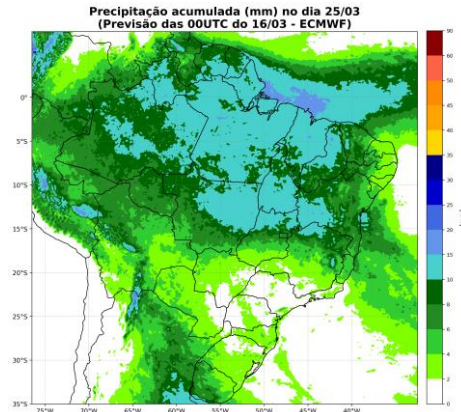 Precipitação acumulada (mm) no dia 25/03
(Previsão das 00UTC do 16/03 - ECMWF)
90
60
50
45
40
35
30
25
20
15
10
8
6
4
2
0
0°
5°S
10°S
15°S
20°S
25°S
30°S
35°S
75°W
70°W
65°W
60°W
55°W
50°W
45°W
40°W